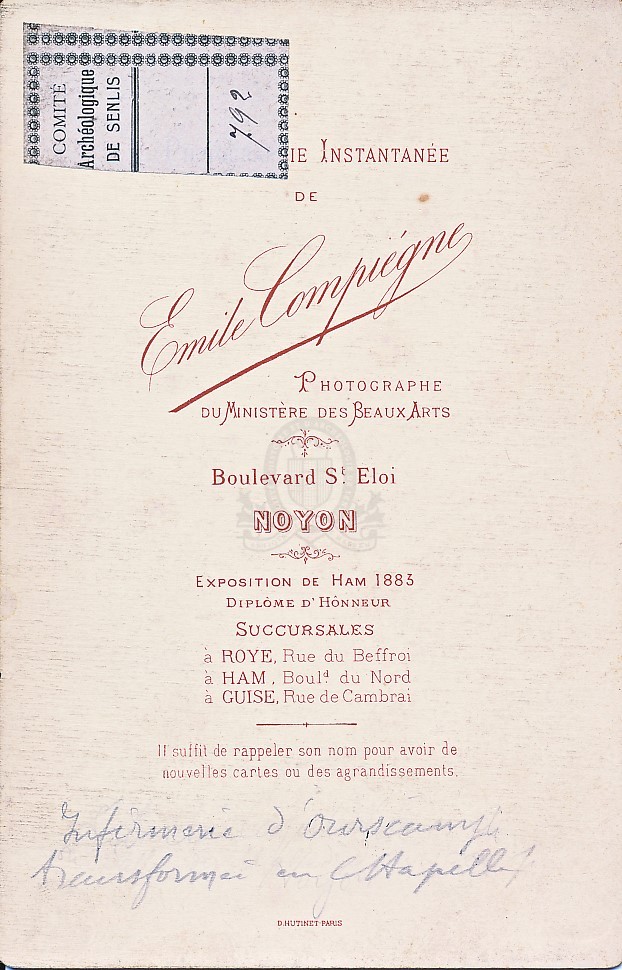 COMITÉ
Archéologique
DE SENLIS
792
IE INSTANTANÉE
DE
Emile Compiégne
PHOTOGRAPHE
DU MINISTÈRE DES BEAUX ARTS
Boulevard St. Eloi
NOYON
EXPOSITION DE HAM 1883
DIPLÔME D'HÔNNEUR
SUCCURSALES
à ROYE, Rue du Beffroi
à HAM, Bould du Nord
à GUISE, Rue de Cambrai
Il suffit de rappeler son nom pour avoir de
nouvelles cartes ou des agrandissements.
Infirmerie d'Ourscamp
transformée en Chapelle
D.HUTINET-PARIS